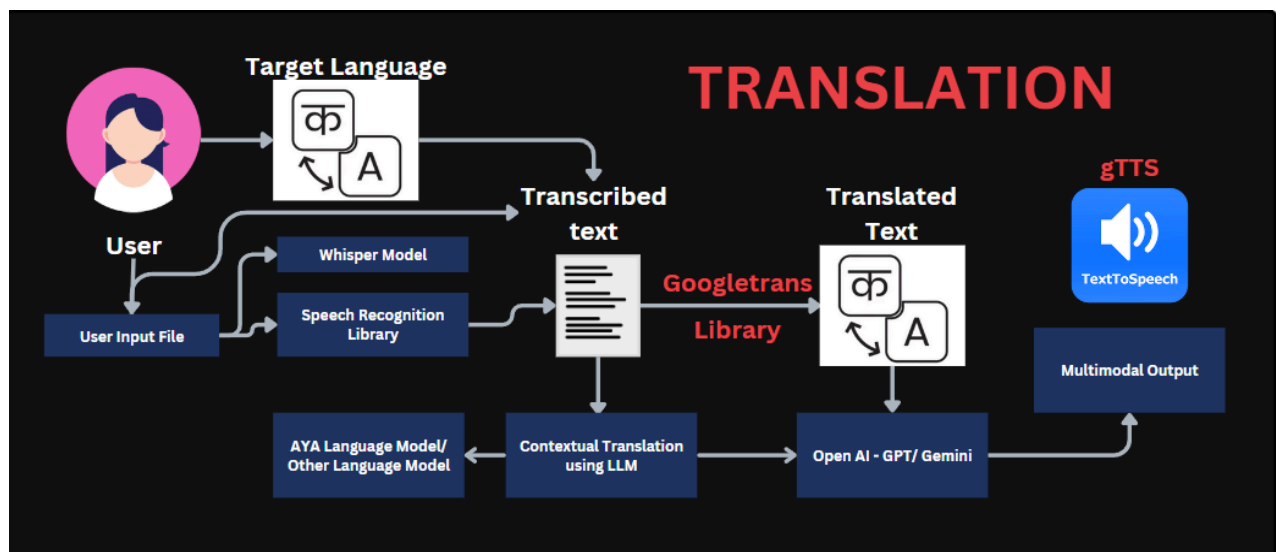 TRANSLATION
Target Language
क
A
User
Transcribed
text
Translated
Text
क
A
gTTS
TextToSpeech
Whisper Model
Speech Recognition
Library
User Input File
Googletrans
Library
Multimodal Output
AYA Language Model/
Other Language Model
Contextual Translation
using LLM
Open AI - GPT/ Gemini